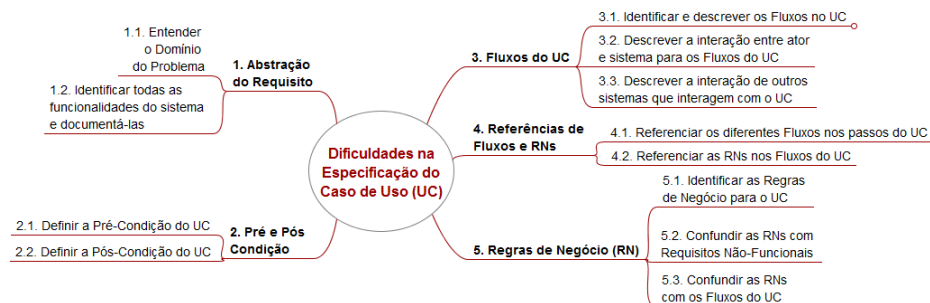 Dificuldades na
Especificação do
Caso de Uso (UC)
1. Abstração
do Requisito
1.1. Entender
o Domínio
do Problema
1.2. Identificar todas as
funcionalidades do sistema
e documentá-las
2. Pré e Pós
Condição
2.1. Definir a Pré-Condição do UC
2.2. Definir a Pós-Condição do UC
3. Fluxos do UC
3.1. Identificar e descrever os Fluxos no UC
3.2. Descrever a interação entre ator
e sistema para os Fluxos do UC
3.3. Descrever a interação de outros
sistemas que interagem com o UC
4. Referências de
Fluxos e RNs
4.1. Referenciar os diferentes Fluxos nos passos do UC
4.2. Referenciar as RNs nos Fluxos do UC
5. Regras de Negócio (RN)
5.1. Identificar as Regras
de Negócio para o UC
5.2. Confundir as RNs com
Requisitos Não-Funcionais
5.3. Confundir as RNs
com os Fluxos do UC